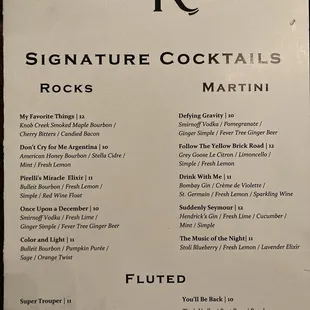 R
SIGNATURE COCKTAILS
ROCKS
My Favorite Things | 12
Knob Creek Smoked Maple Bourbon /
Cherry Bitters / Candied Bacon
Don't Cry for Me Argentina | 10
American Honey Bourbon / Stella Cidre /
Mint / Fresh Lemon
Pirelli's Miracle Elixir | 11
Bulleit Bourbon / Fresh Lemon /
Simple / Red Wine Float
Once Upon a December | 10
Smirnoff Vodka / Fresh Lime /
Ginger Simple / Fever Tree Ginger Beer
Color and Light | 11
Bulleit Bourbon / Pumpkin Purée /
Sage / Orange Twist
MARTINI
Defying Gravity | 10
Smirnoff Vodka / Pomegranate /
Ginger Simple / Fever Tree Ginger Beer
Follow The Yellow Brick Road | 12
Grey Goose Le Citron / Limoncello /
Simple / Fresh Lemon
Drink With Me | 11
Bombay Gin / Crème de Violette /
St. Germain / Fresh Lemon / Sparkling Wine
Suddenly Seymour | 12
Hendrick's Gin / Fresh Lime / Cucumber /
Mint / Simple
The Music of the Night| 11
Stoli Blueberry / Fresh Lemon / Lavender Elixir
FLUTED
Super Trouper | 11
You'll Be Back | 10